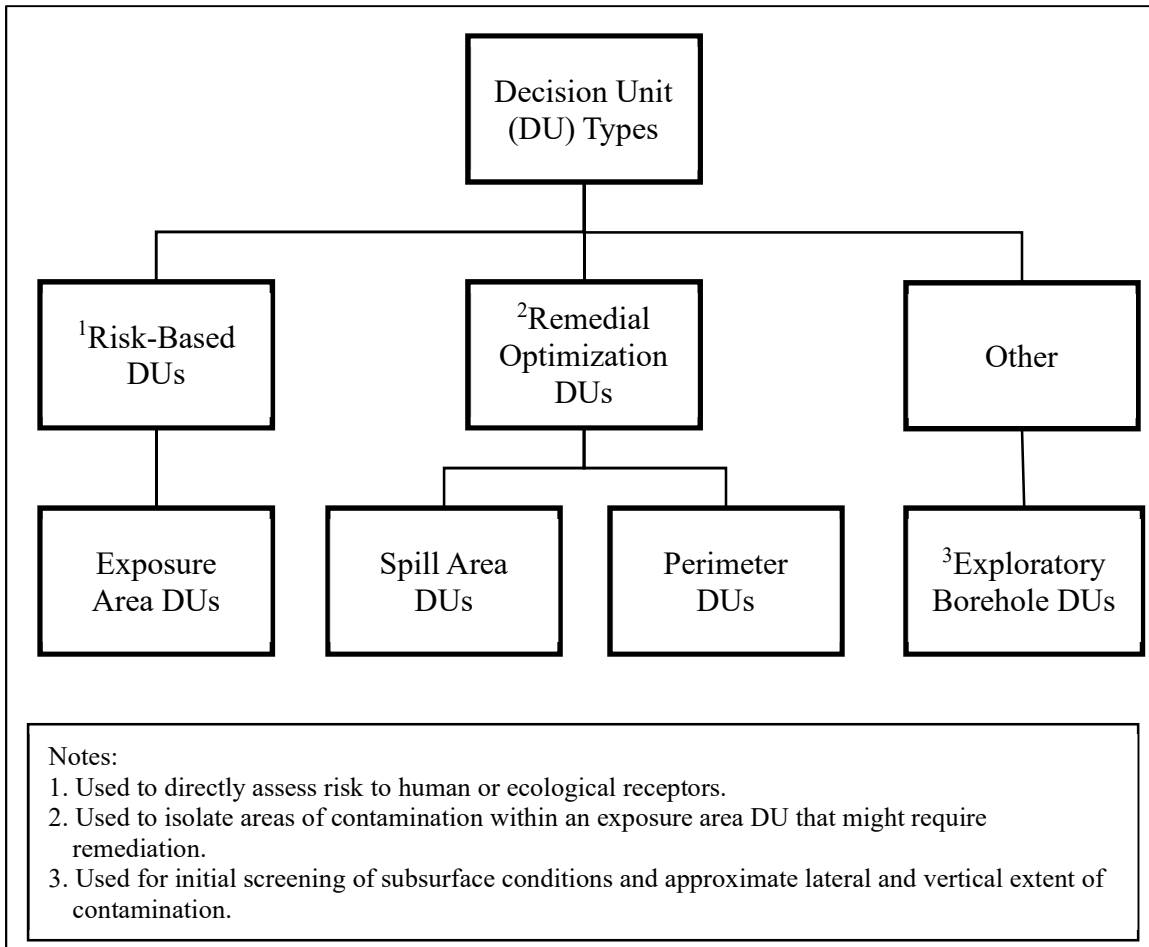 Decision Unit
(DU) Types
¹Risk-Based
DUs
²Remedial
Optimization
DUs
Other
Exposure
Area DUs
Spill Area
DUs
Perimeter
DUs
³Exploratory
Borehole DUs
Notes:
1. Used to directly assess risk to human or ecological receptors.
2. Used to isolate areas of contamination within an exposure area DU that might require
remediation.
3. Used for initial screening of subsurface conditions and approximate lateral and vertical extent of
contamination.